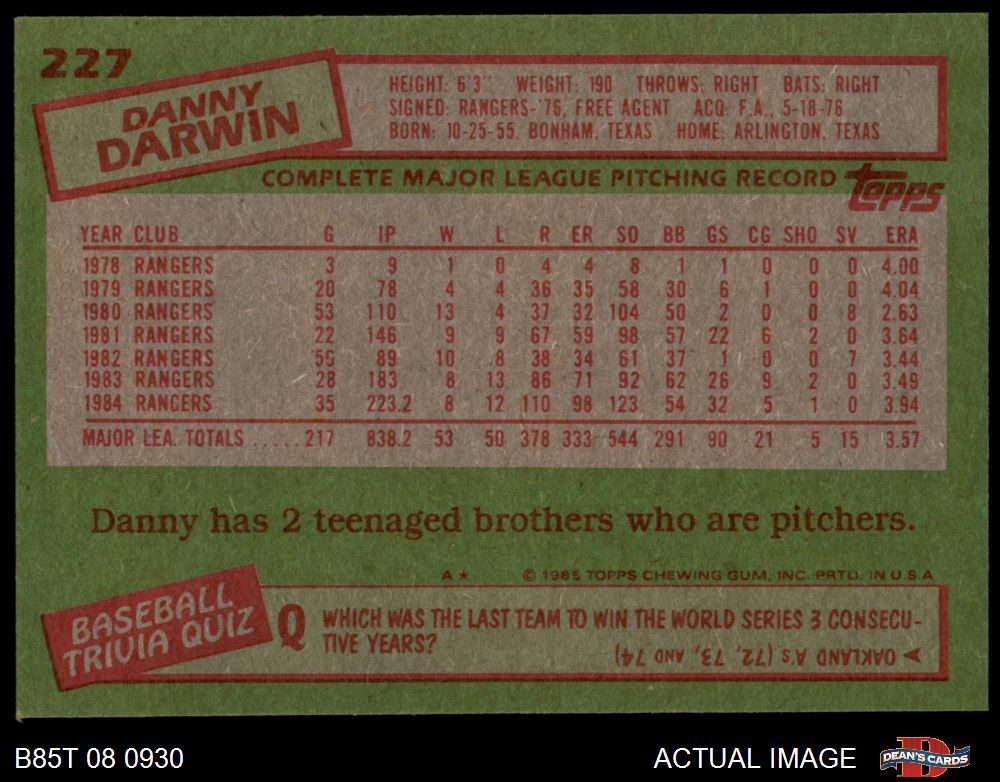 227
DANNY
DARWIN
HEIGHT: 6'3" WEIGHT: 190 THROWS: RIGHT BATS: RIGHT
SIGNED: RANGERS-'76, FREE AGENT ACQ: F.A., 5-18-76
BORN: 10-25-55, BONHAM, TEXAS HOME: ARLINGTON, TEXAS
COMPLETE MAJOR LEAGUE PITCHING RECORD topps
YEAR CLUB G IP W L R ER SO BB GS CG SHO SV ERA
1978 RANGERS 3 9 1 0 4 4 8 1 1 0 0 0 4.00
1979 RANGERS 20 78 4 4 36 35 58 30 6 1 0 0 4.04
1980 RANGERS 53 110 13 4 37 32 104 50 2 0 0 8 2.63
1981 RANGERS 22 146 9 9 67 59 98 57 22 6 2 0 3.64
1982 RANGERS 56 89 10 8 38 34 61 37 1 0 0 7 3.44
1983 RANGERS 28 183 8 13 86 71 92 62 26 9 2 0 3.49
1984 RANGERS 35 223.2 8 12 110 98 123 54 32 5 1 0 3.94
MAJOR LEA. TOTALS ..... 217 838.2 53 50 378 333 544 291 90 21 5 15 3.57
Danny has 2 teenaged brothers who are pitchers.
A* © 1985 TOPPS CHEWING GUM, INC. PRTD. IN U.S.A.
BASEBALL
TRIVIA QUIZ
Q WHICH WAS THE LAST TEAM TO WIN THE WORLD SERIES 3 CONSECU-
TIVE YEARS?
➤ OAKLAND A's (72, 73, AND 74)
B85T 08 0930 ACTUAL IMAGE D DEAN'S CARDS